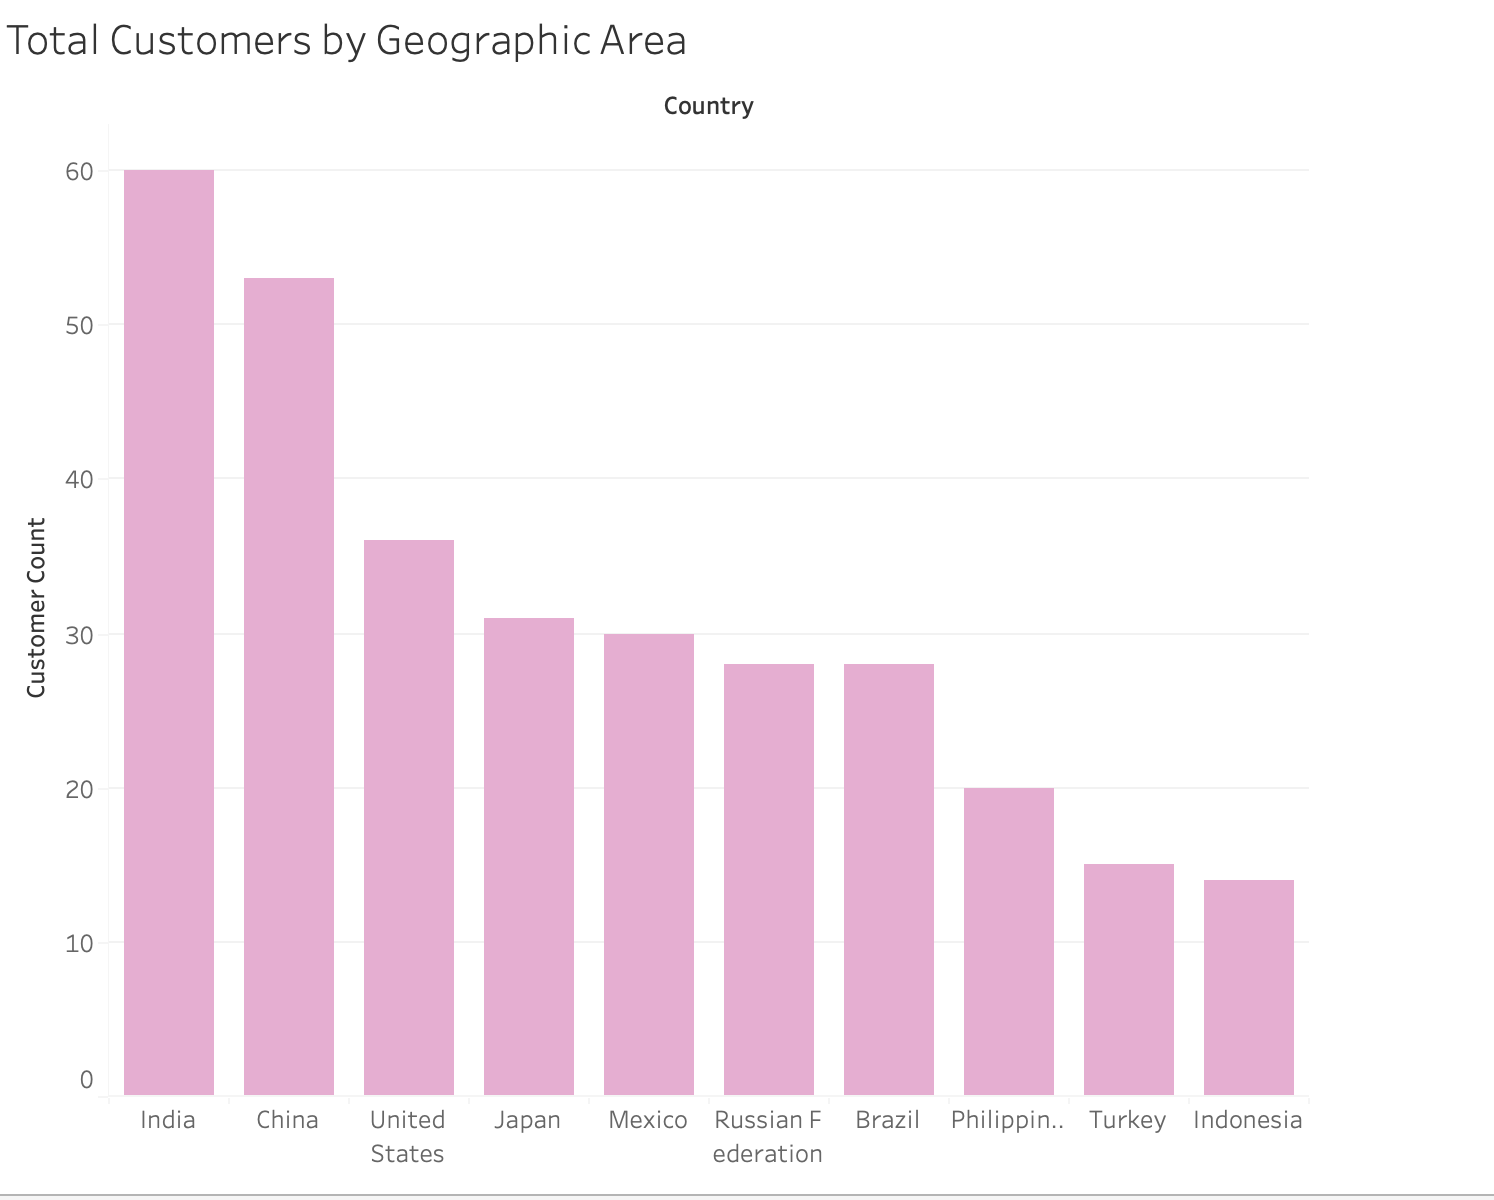 Total Customers by Geographic Area
Country
60
50
40
30
20
10
0
Customer Count
India
China
United
States
Japan
Mexico
Russian F
ederation
Brazil
Philippin..
Turkey
Indonesia